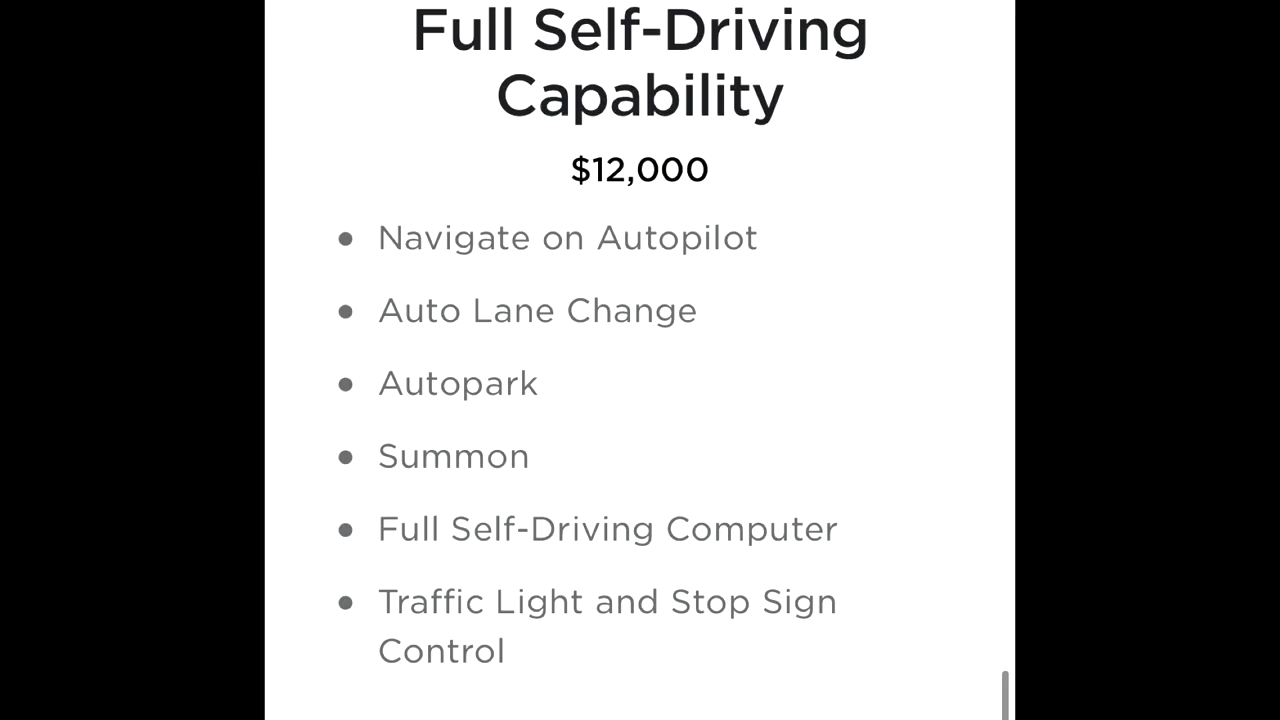 Full Self-Driving
Capability
$12,000
● Navigate on Autopilot
● Auto Lane Change
● Autopark
● Summon
● Full Self-Driving Computer
● Traffic Light and Stop Sign
Control